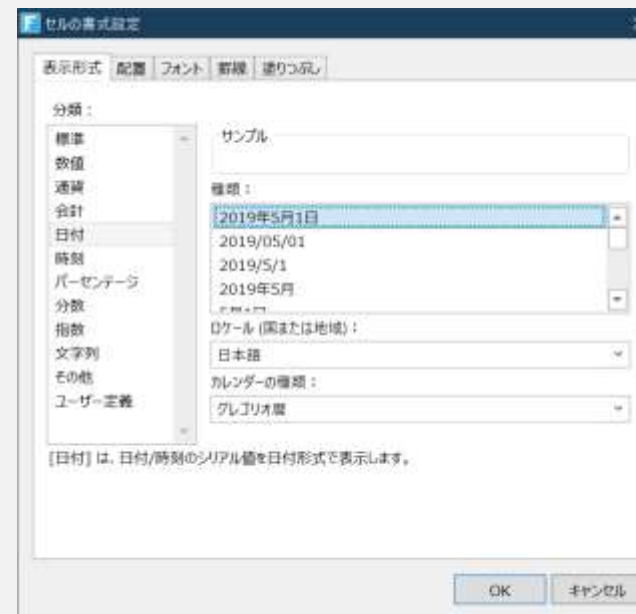 F セルの書式設定
表示形式 配置 フォント 罫線 塗りつぶし
分類：
標準
数値
通貨
会計
日付
時刻
パーセンテージ
分数
指数
文字列
その他
ユーザー定義
サンプル
種類：
2019年5月1日
2019/05/01
2019/5/1
2019年5月
ロケール (国または地域)：
日本語
カレンダーの種類：
グレゴリオ暦
[日付] は、日付/時刻のシリアル値を日付形式で表示します。
OK キャンセル